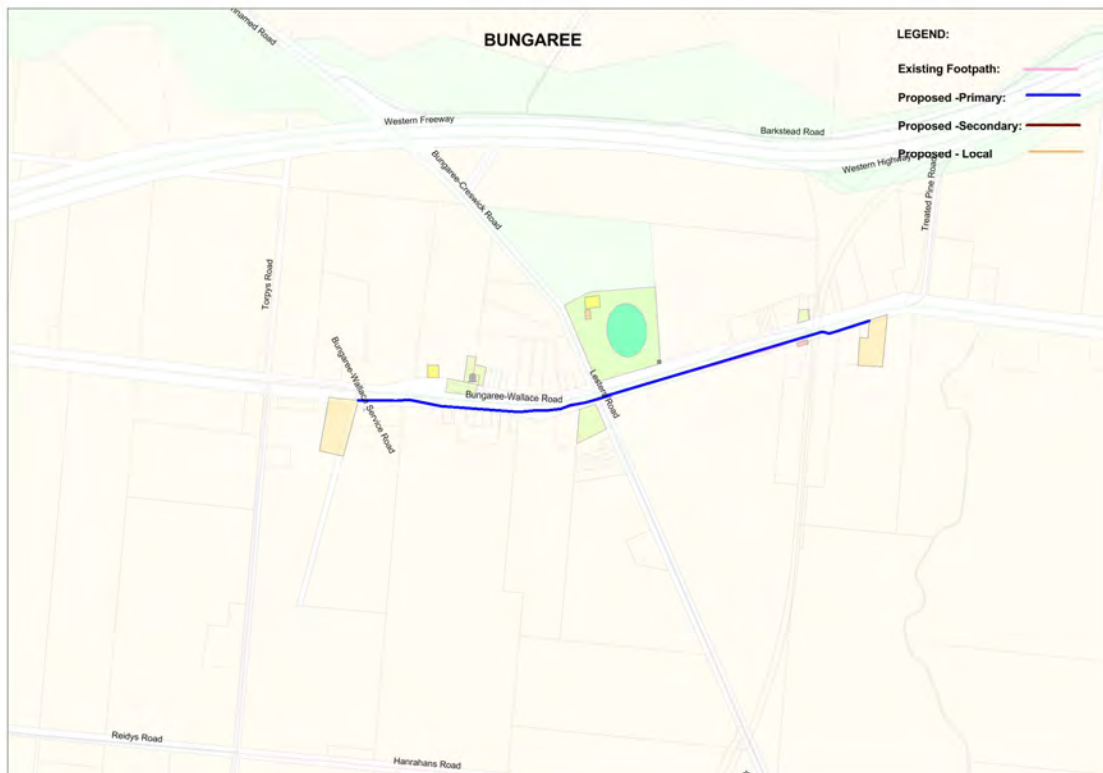 BUNGAREE
LEGEND:
Existing Footpath:
Proposed -Primary:
Proposed -Secondary:
Proposed - Local
Western Freeway
Barkstead Road
Western Highway
Treated Pine Road
Bungaree-Creswick Road
Torpys Road
Bungaree-Wallace Service Road
Bungaree-Wallace Road
Lesters Road
Reidys Road
Hanrahans Road